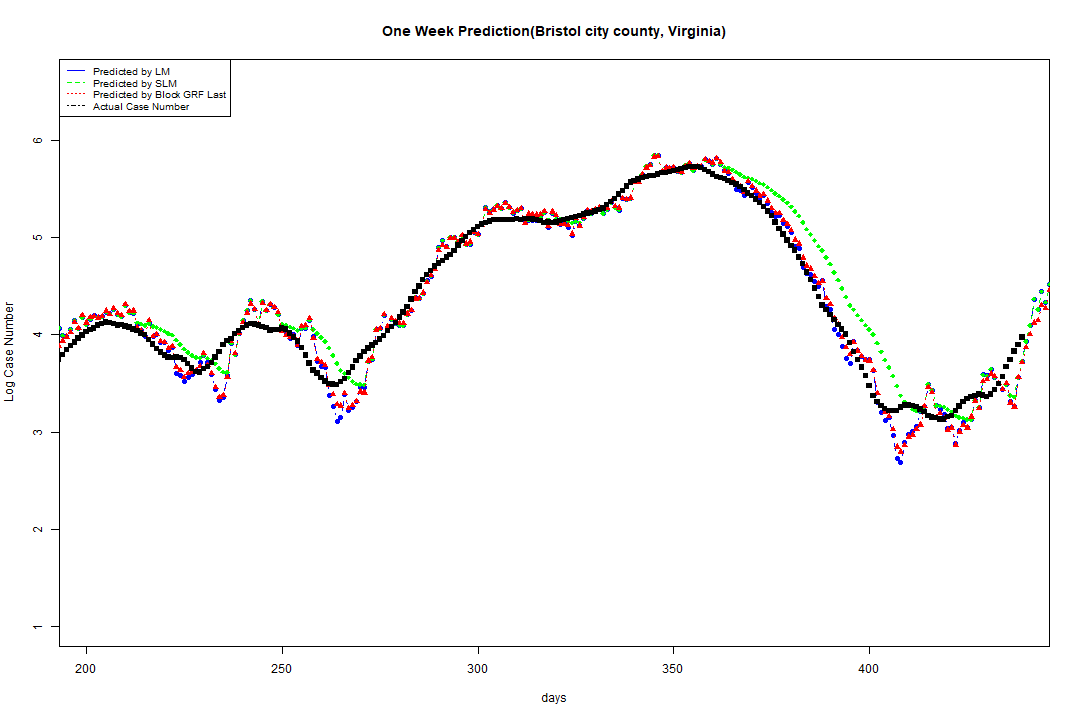 One Week Prediction(Bristol city county, Virginia)
Predicted by LM
Predicted by SLM
Predicted by Block GRF Last
Actual Case Number
6
5
4
3
2
1
Log Case Number
200 250 300 350 400
days